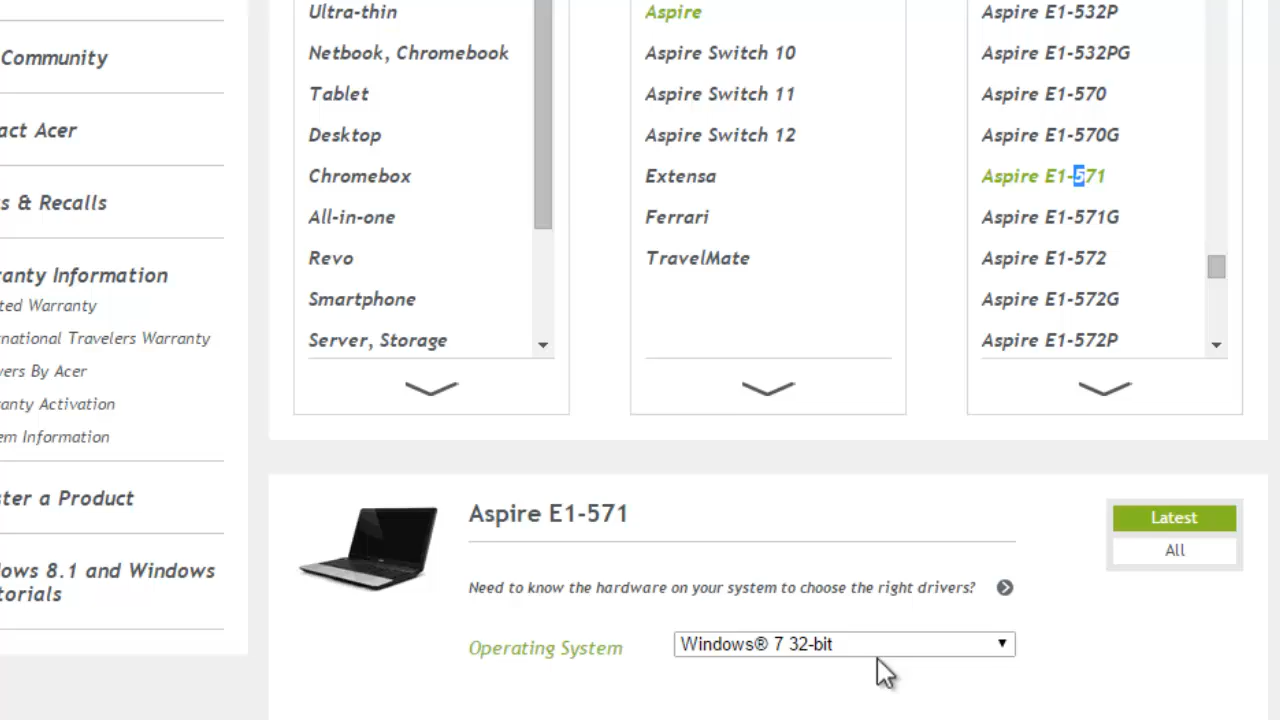 Community
act Acer
s & Recalls
anty Information
ted Warranty
national Travelers Warranty
vers By Acer
anty Activation
em Information
ster a Product
ows 8.1 and Windows
torials
Ultra-thin
Netbook, Chromebook
Tablet
Desktop
Chromebox
All-in-one
Revo
Smartphone
Server, Storage
Aspire
Aspire Switch 10
Aspire Switch 11
Aspire Switch 12
Extensa
Ferrari
TravelMate
Aspire E1-532P
Aspire E1-532PG
Aspire E1-570
Aspire E1-570G
Aspire E1-571
Aspire E1-571G
Aspire E1-572
Aspire E1-572G
Aspire E1-572P
Aspire E1-571
Need to know the hardware on your system to choose the right drivers?
Operating System
Windows® 7 32-bit
Latest
All